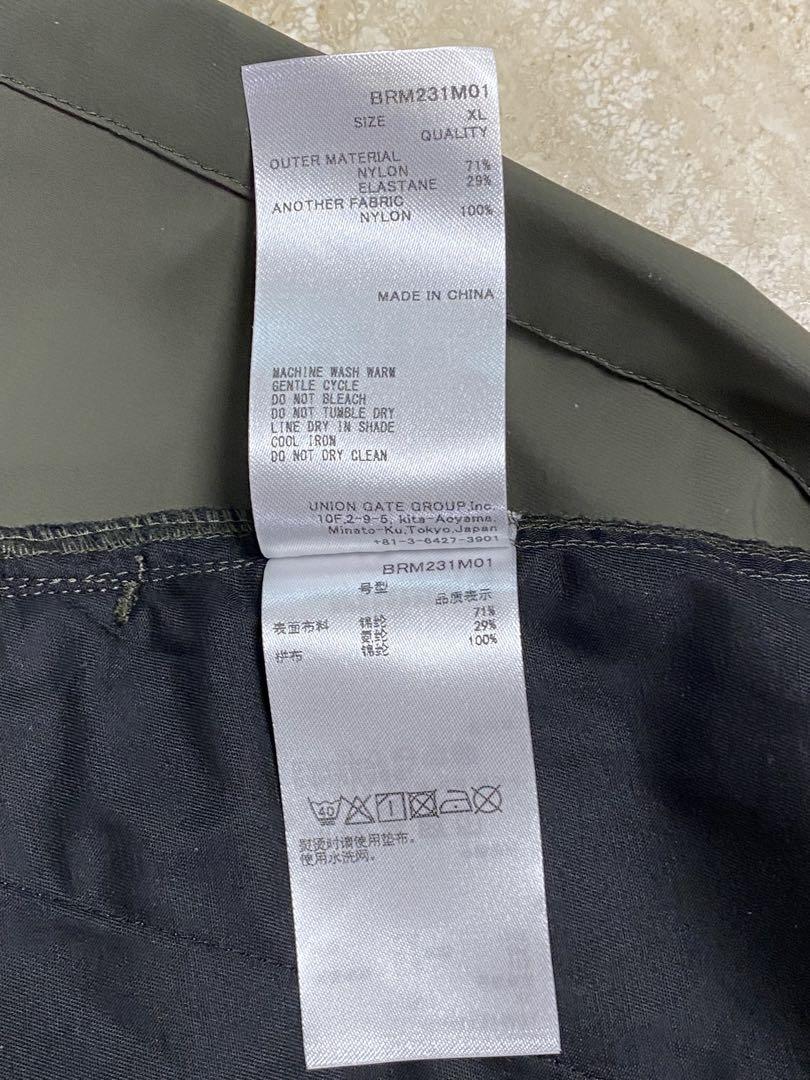 BRM231M01
SIZE XL
QUALITY
OUTER MATERIAL
NYLON 71%
ELASTANE 29%
ANOTHER FABRIC
NYLON 100%
MADE IN CHINA
MACHINE WASH WARM
GENTLE CYCLE
DO NOT BLEACH
DO NOT TUMBLE DRY
LINE DRY IN SHADE
COOL IRON
DO NOT DRY CLEAN
UNION GATE GROUP,Inc.
10F,2-9-5, kita-Aoyama,
Minato-Ku,Tokyo,Japan
+81-3-6427-3901
BRM231M01
号型
品质表示
表面布料 锦纶 71%
氨纶 29%
拼布 锦纶 100%
40
熨烫时请使用垫布。
使用水洗网。